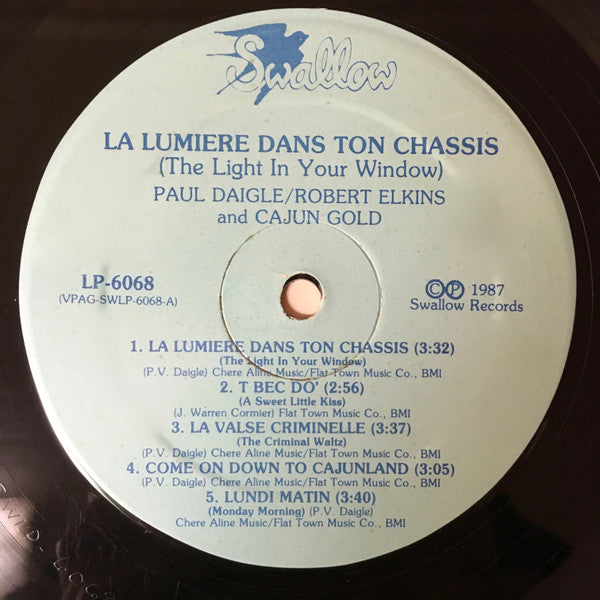 Swallow
LA LUMIERE DANS TON CHASSIS
(The Light In Your Window)
PAUL DAIGLE/ROBERT ELKINS
and CAJUN GOLD
LP-6068
(VPAG-SWLP-6068-A)
©℗ 1987
Swallow Records
1. LA LUMIERE DANS TON CHASSIS (3:32)
(The Light In Your Window)
(P.V. Daigle) Chere Aline Music/Flat Town Music Co., BMI
2. T BEC DO' (2:56)
(A Sweet Little Kiss)
(J. Warren Cormier) Flat Town Music Co., BMI
3. LA VALSE CRIMINELLE (3:37)
(The Criminal Waltz)
(P.V. Daigle) Chere Aline Music/Flat Town Music Co., BMI
4. COME ON DOWN TO CAJUNLAND (3:05)
(P.V. Daigle) Chere Aline Music/Flat Town Music Co., BMI
5. LUNDI MATIN (3:40)
(Monday Morning) (P.V. Daigle)
Chere Aline Music/Flat Town Music Co., BMI